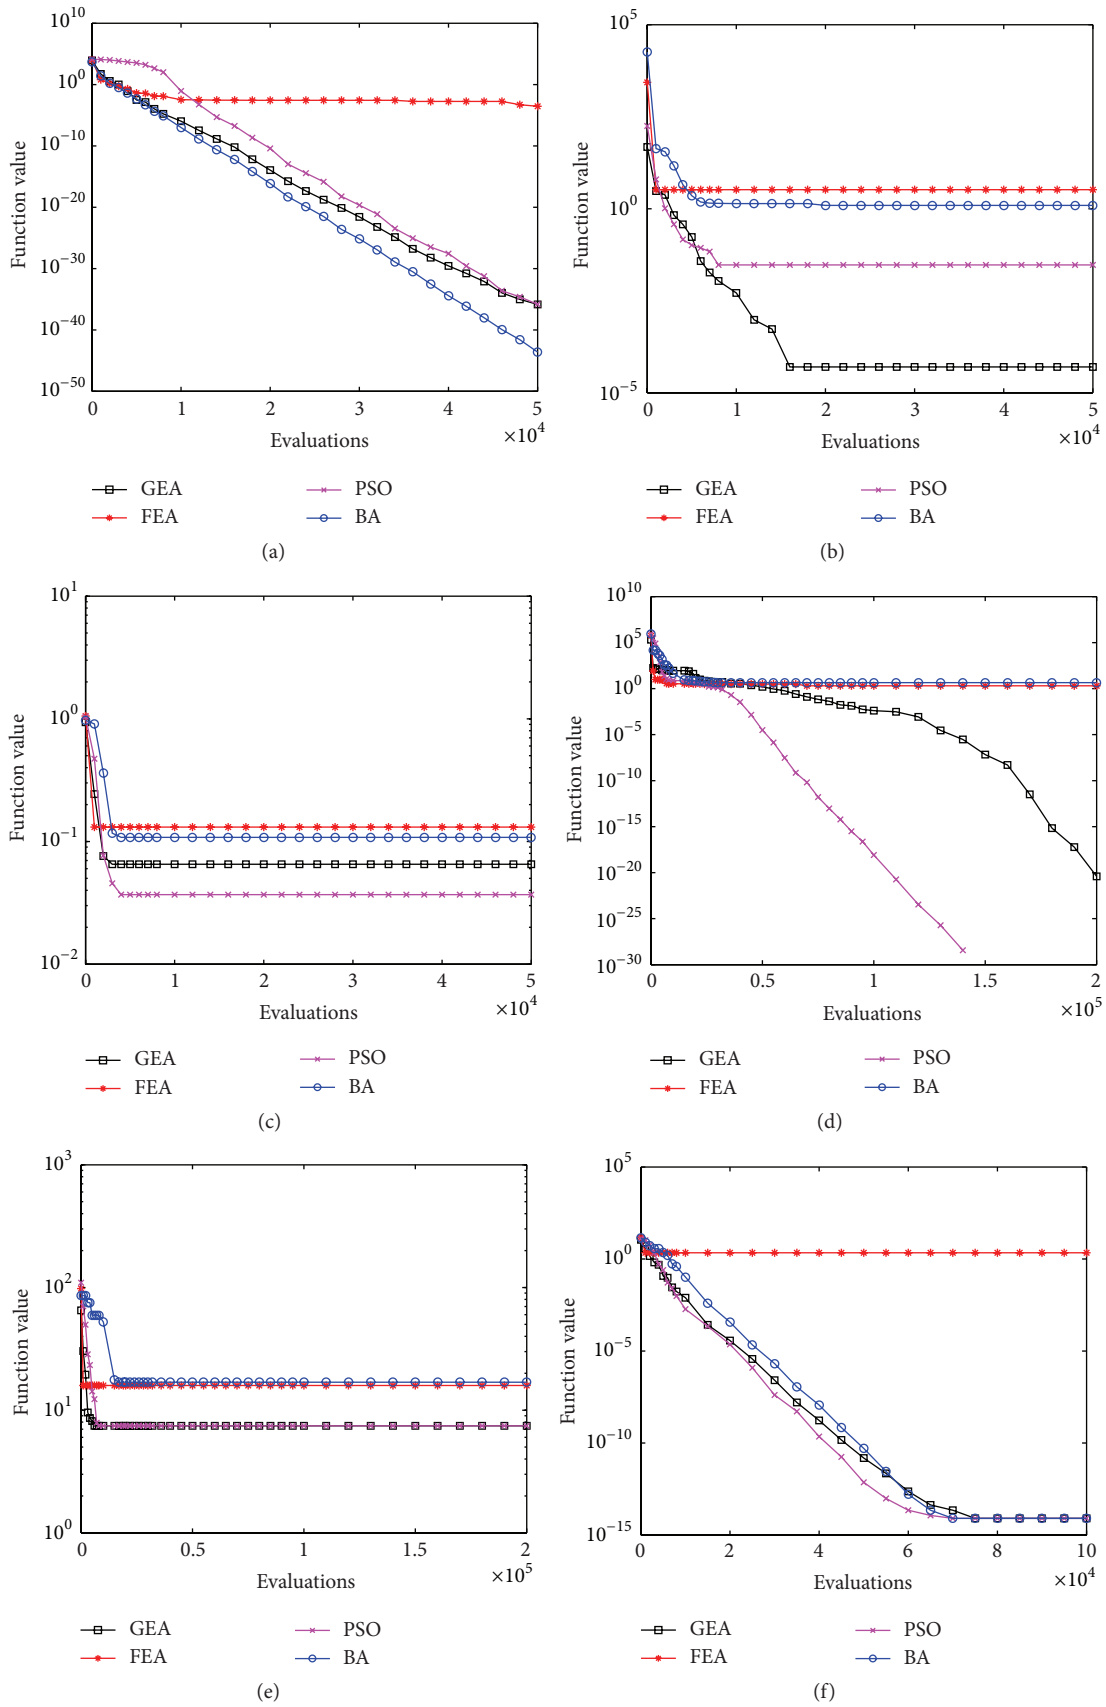 10^10
10^0
10^-10
10^-20
10^-30
10^-40
10^-50
Function value
0 1 2 3 4 5
×10^4
Evaluations
GEA
FEA
PSO
BA
(a)
10^5
10^0
10^-5
Function value
0 1 2 3 4 5
×10^4
Evaluations
GEA
FEA
PSO
BA
(b)
10^1
10^0
10^-1
10^-2
Function value
0 1 2 3 4 5
×10^4
Evaluations
GEA
FEA
PSO
BA
(c)
10^10
10^5
10^0
10^-5
10^-10
10^-15
10^-20
10^-25
10^-30
Function value
0 0.5 1 1.5 2
×10^5
Evaluations
GEA
FEA
PSO
BA
(d)
10^3
10^2
10^1
10^0
Function value
0 0.5 1 1.5 2
×10^5
Evaluations
GEA
FEA
PSO
BA
(e)
10^5
10^0
10^-5
10^-10
10^-15
Function value
0 2 4 6 8 10
×10^4
Evaluations
GEA
FEA
PSO
BA
(f)